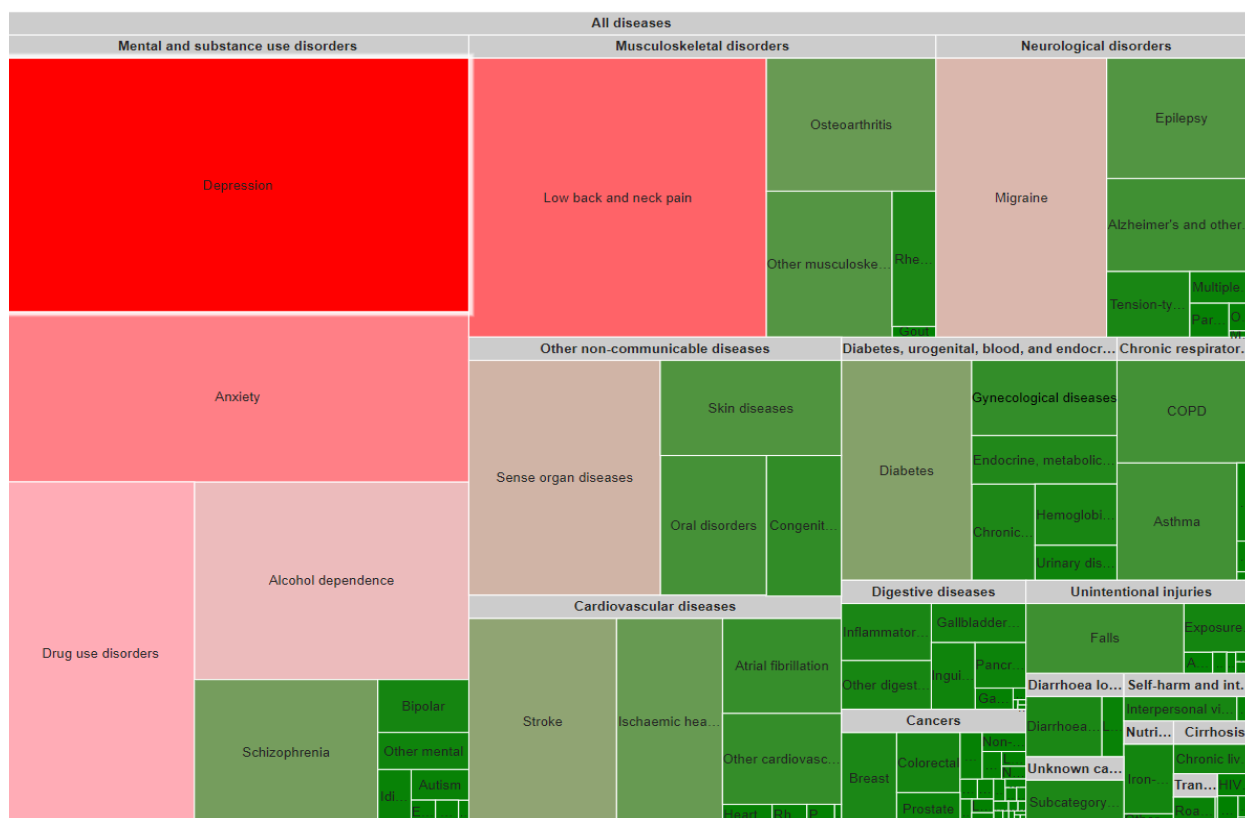 All diseases
Mental and substance use disorders
Musculoskeletal disorders
Neurological disorders
Depression
Low back and neck pain
Osteoarthritis
Other musculoske...
Rhe...
Gout
Migraine
Epilepsy
Alzheimer's and other...
Tension-ty...
Multiple...
Par...
O...
M...
Anxiety
Drug use disorders
Alcohol dependence
Schizophrenia
Bipolar
Other mental
Idi...
Autism
E...
Other non-communicable diseases
Sense organ diseases
Skin diseases
Oral disorders
Congenit...
Diabetes, urogenital, blood, and endocr...
Diabetes
Gynecological diseases
Endocrine, metabolic...
Chronic...
Hemoglobi...
Urinary dis...
Chronic respirator...
COPD
Asthma
Cardiovascular diseases
Stroke
Ischaemic hea...
Atrial fibrillation
Other cardiovasc...
Heart...
Rh...
P...
Digestive diseases
Inflammator...
Other digest...
Gallbladder...
Ingui...
Pancr...
Ga...
Cancers
Breast
Colorectal
Prostate
Non-...
L...
N...
L...
Unintentional injuries
Falls
Exposure...
A...
Diarrhoea lo...
Diarrhoea...
L...
Self-harm and int...
Interpersonal vi...
Unknown ca...
Subcategory...
Nutri...
Iron-...
Cirrhosis
Chronic liv...
Tran...
Roa...
HIV